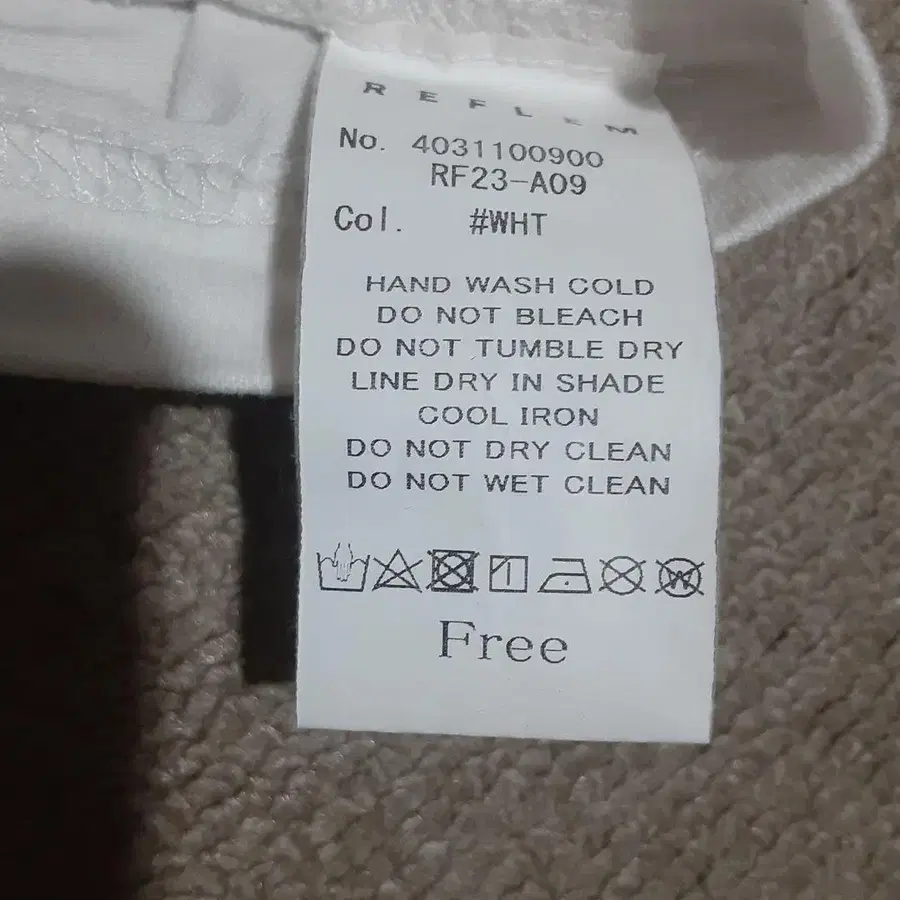 REFLEM
No. 4031100900
RF23-A09
Col. #WHT
HAND WASH COLD
DO NOT BLEACH
DO NOT TUMBLE DRY
LINE DRY IN SHADE
COOL IRON
DO NOT DRY CLEAN
DO NOT WET CLEAN
W
Free